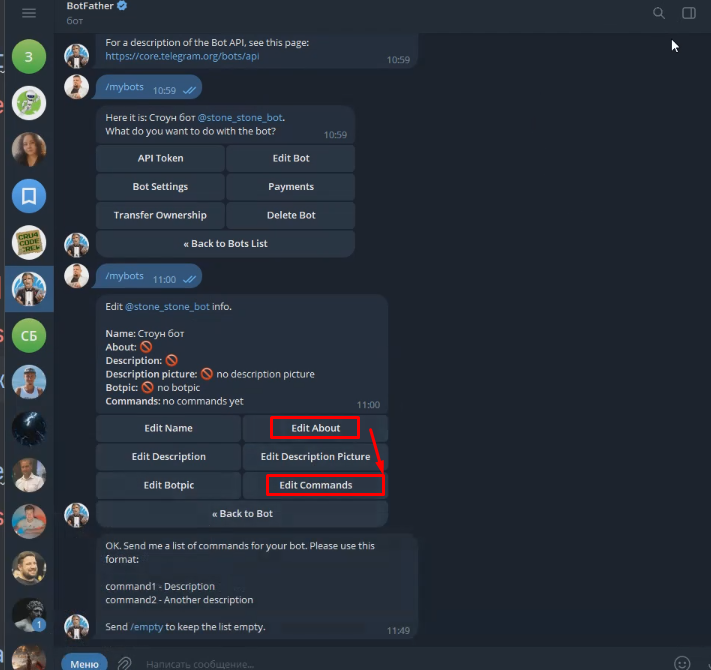 BotFather
бот
For a description of the Bot API, see this page:
https://core.telegram.org/bots/api
10:59
/mybots 10:59
Here it is: Стоун бот @stone_stone_bot.
What do you want to do with the bot?
10:59
API Token Edit Bot
Bot Settings Payments
Transfer Ownership Delete Bot
« Back to Bots List
/mybots 11:00
Edit @stone_stone_bot info.
Name: Стоун бот
About: 🚫
Description: 🚫
Description picture: 🚫 no description picture
Botpic: 🚫 no botpic
Commands: no commands yet
11:00
Edit Name Edit About
Edit Description Edit Description Picture
Edit Botpic Edit Commands
« Back to Bot
OK. Send me a list of commands for your bot. Please use this
format:
command1 - Description
command2 - Another description
Send /empty to keep the list empty.
11:49
Меню Написать сообщение...
З
СБ
1